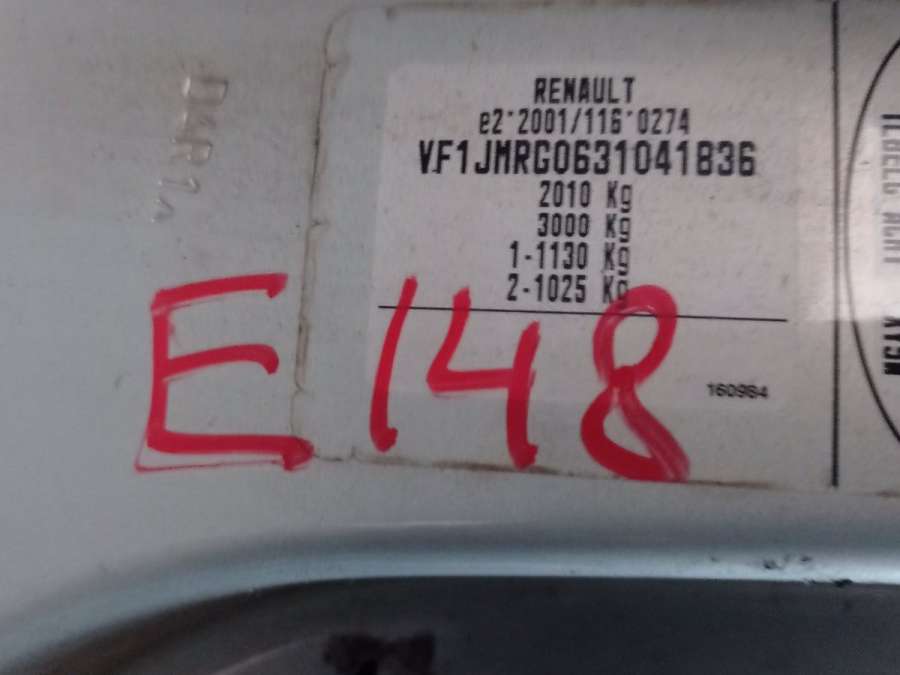 RENAULT
e2*2001/116*0274
VF1JMRG0631041836
2010 Kg
3000 Kg
1-1130 Kg
2-1025 Kg
E148
160984